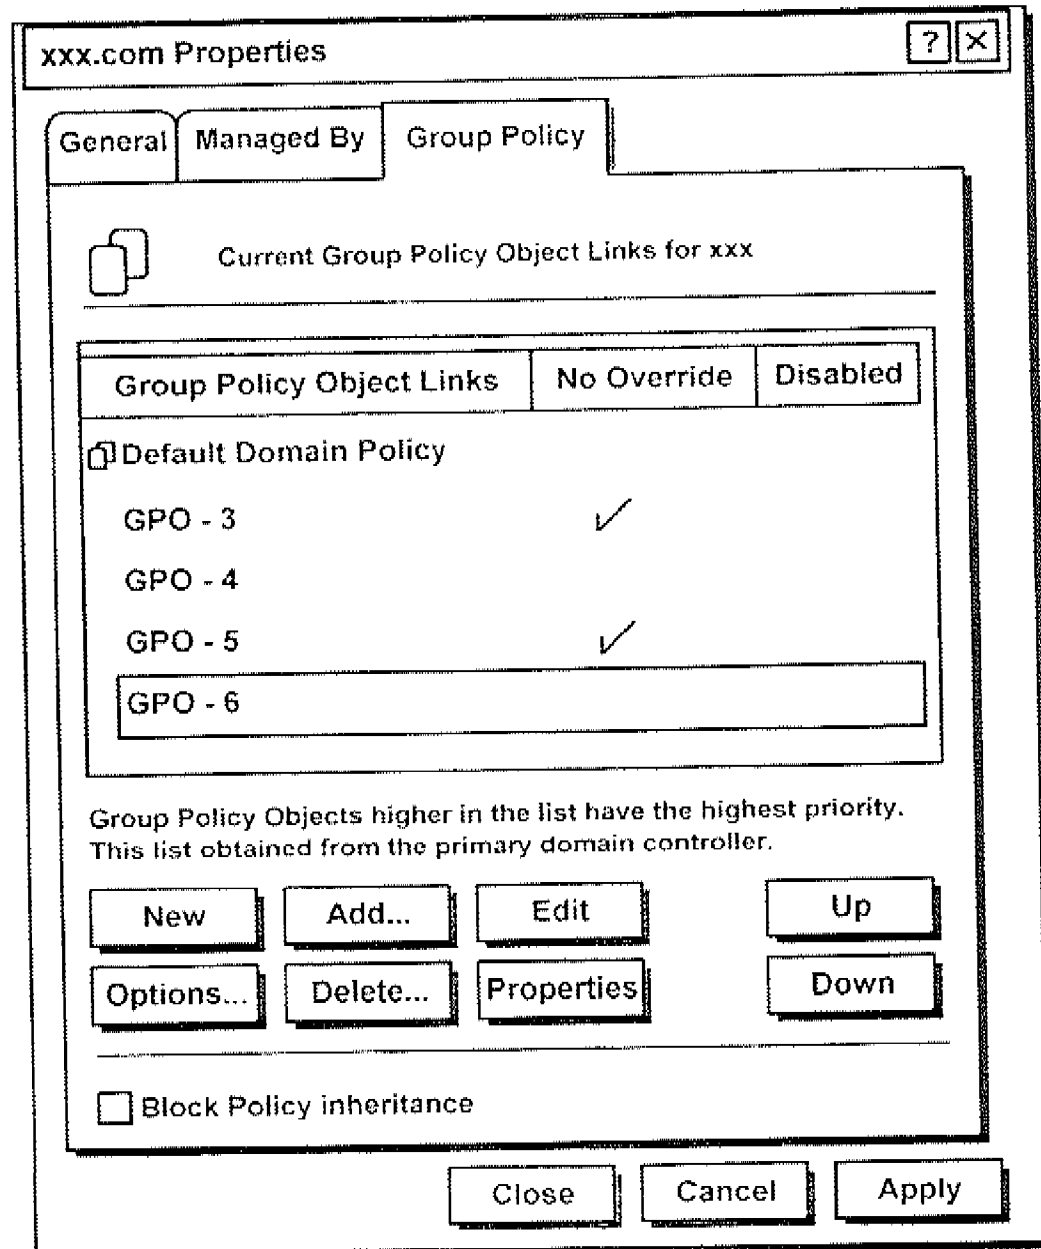 xxx.com Properties ? X
General Managed By Group Policy
Current Group Policy Object Links for xxx
Group Policy Object Links No Override Disabled
Default Domain Policy
GPO - 3 ✓
GPO - 4
GPO - 5 ✓
GPO - 6
Group Policy Objects higher in the list have the highest priority.
This list obtained from the primary domain controller.
New Add... Edit Up
Options... Delete... Properties Down
Block Policy inheritance
Close Cancel Apply